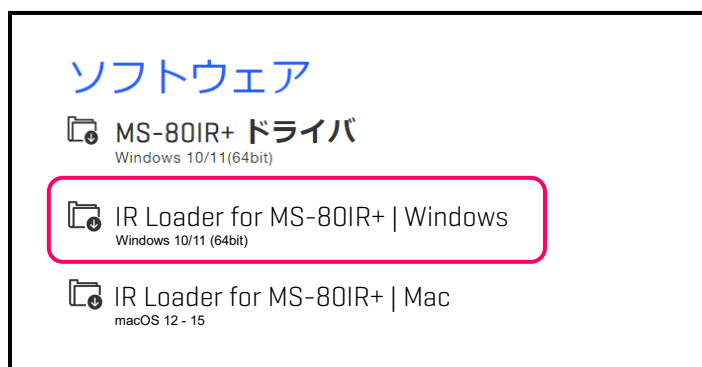 ソフトウェア
MS-80IR+ ドライバ
Windows 10/11(64bit)
IR Loader for MS-80IR+ | Windows
Windows 10/11 (64bit)
IR Loader for MS-80IR+ | Mac
macOS 12 - 15